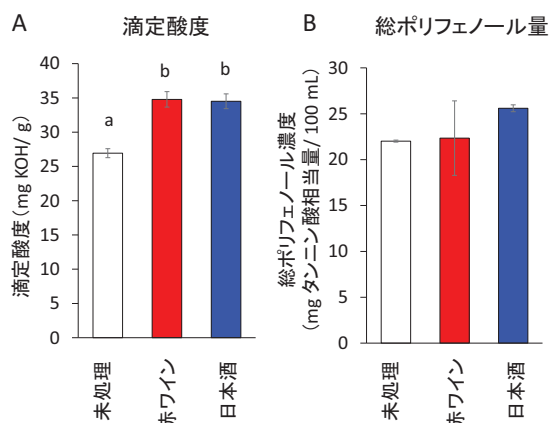 A
滴定酸度
滴定酸度(mg KOH/ g)
40
35
30
25
20
15
10
5
0
a
b
b
未処理
赤ワイン
日本酒
B
総ポリフェノール量
総ポリフェノール濃度
(mg タンニン酸相当量/ 100 mL)
30
25
20
15
10
5
0
未処理
赤ワイン
日本酒